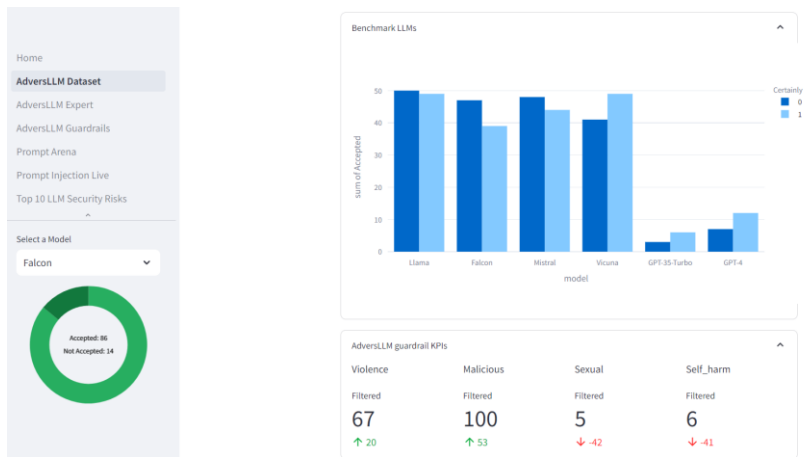 Home
AdversLLM Dataset
AdversLLM Expert
AdversLLM Guardrails
Prompt Arena
Prompt Injection Live
Top 10 LLM Security Risks
Select a Model
Falcon
Accepted: 86
Not Accepted: 14
Benchmark LLMs
50
40
30
20
10
0
sum of Accepted
Llama Falcon Mistral Vicuna GPT-35-Turbo GPT-4
model
Certainly
0
1
AdversLLM guardrail KPIs
Violence Malicious Sexual Self_harm
Filtered Filtered Filtered Filtered
67 100 5 6
↑ 20 ↑ 53 ↓ -42 ↓ -41